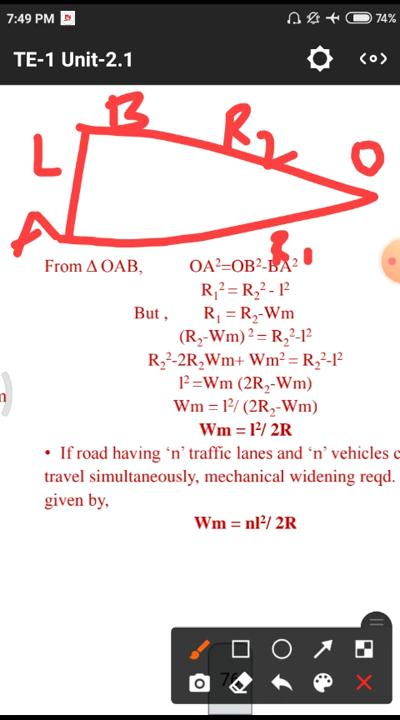 7:49 PM 74%
TE-1 Unit-2.1
B
R2
L
O
A
R1
From Δ OAB, OA²=OB²-BA²
R₁² = R₂² - l²
But , R₁ = R₂-Wm
(R₂-Wm) ² = R₂²-l²
R₂²-2R₂Wm+ Wm² = R₂²-l²
l² =Wm (2R₂-Wm)
Wm = l²/ (2R₂-Wm)
Wm = l²/ 2R
• If road having ‘n’ traffic lanes and ‘n’ vehicles c
travel simultaneously, mechanical widening reqd.
given by,
Wm = nl²/ 2R